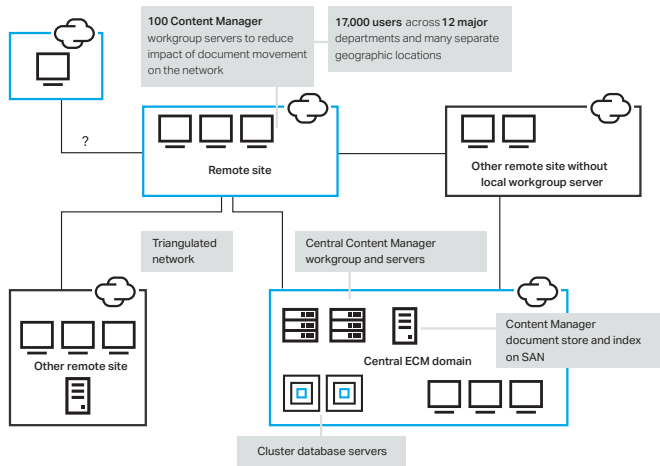 100 Content Manager
workgroup servers to reduce
impact of document movement
on the network
17,000 users across 12 major
departments and many separate
geographic locations
?
Remote site
Other remote site without
local workgroup server
Triangulated
network
Central Content Manager
workgroup and servers
Content Manager
document store and index
on SAN
Other remote site
Central ECM domain
Cluster database servers